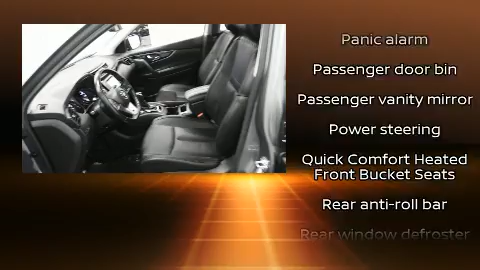 Panic alarm
Passenger door bin
Passenger vanity mirror
Power steering
Quick Comfort Heated
Front Bucket Seats
Rear anti-roll bar
Rear window defroster